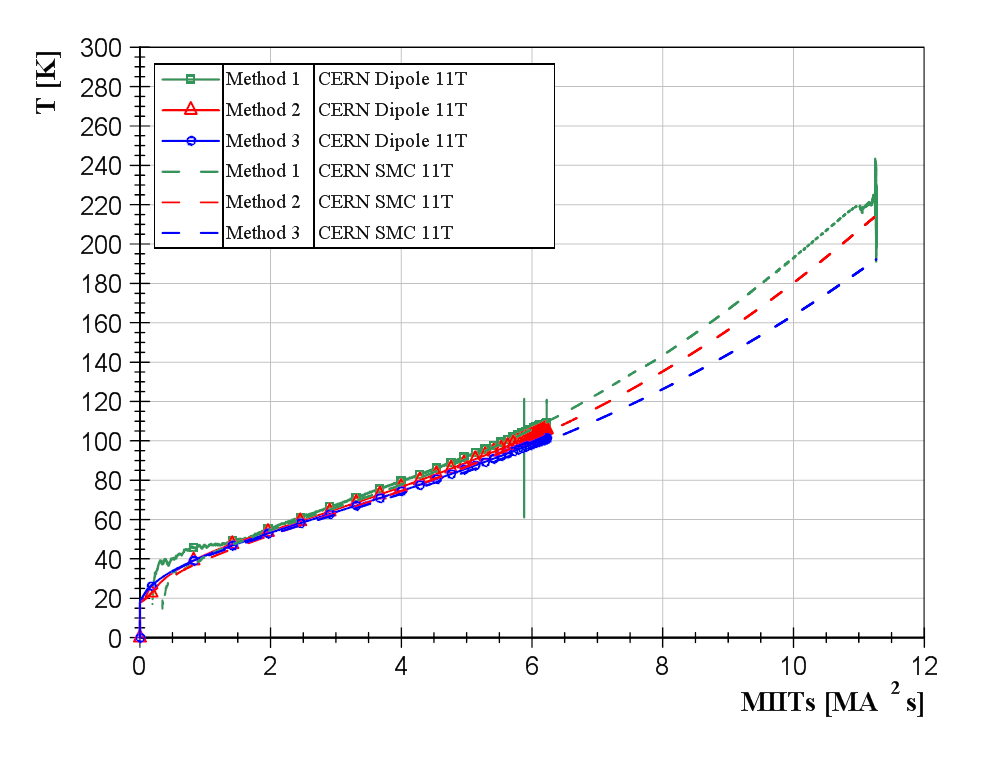 T [K]
300
280
260
240
220
200
180
160
140
120
100
80
60
40
20
0
Method 1 CERN Dipole 11T
Method 2 CERN Dipole 11T
Method 3 CERN Dipole 11T
Method 1 CERN SMC 11T
Method 2 CERN SMC 11T
Method 3 CERN SMC 11T
0 2 4 6 8 10 12
MIITs [MA 2 s]